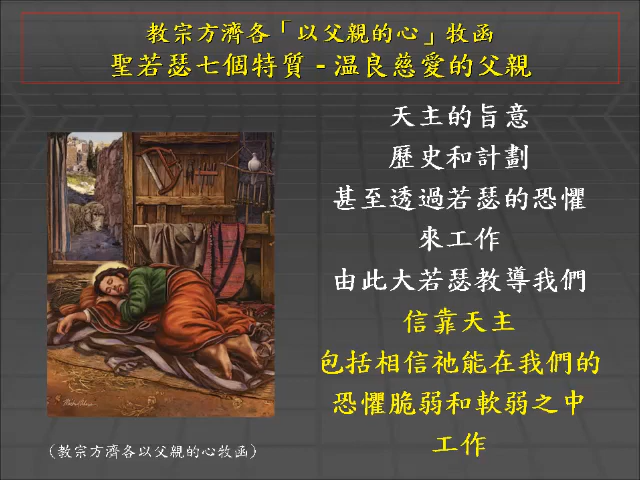 教宗方濟各「以父親的心」牧函
聖若瑟七個特質 - 温良慈愛的父親
天主的旨意
歷史和計劃
甚至透過若瑟的恐懼
來工作
由此大若瑟教導我們
信靠天主
包括相信祂能在我們的
恐懼脆弱和軟弱之中
工作
（教宗方濟各以父親的心牧函）